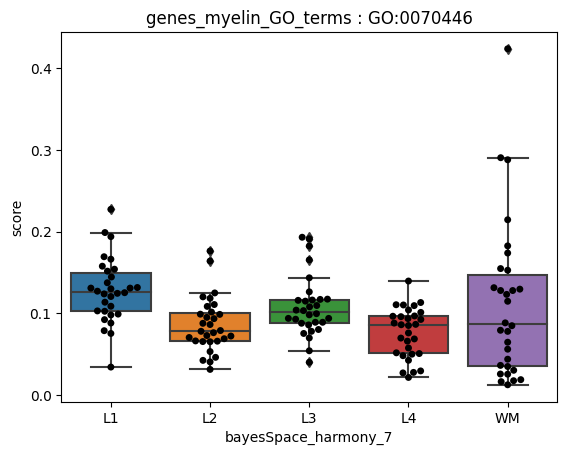 genes_myelin_GO_terms : GO:0070446
score
0.4
0.3
0.2
0.1
0.0
L1 L2 L3 L4 WM
bayesSpace_harmony_7